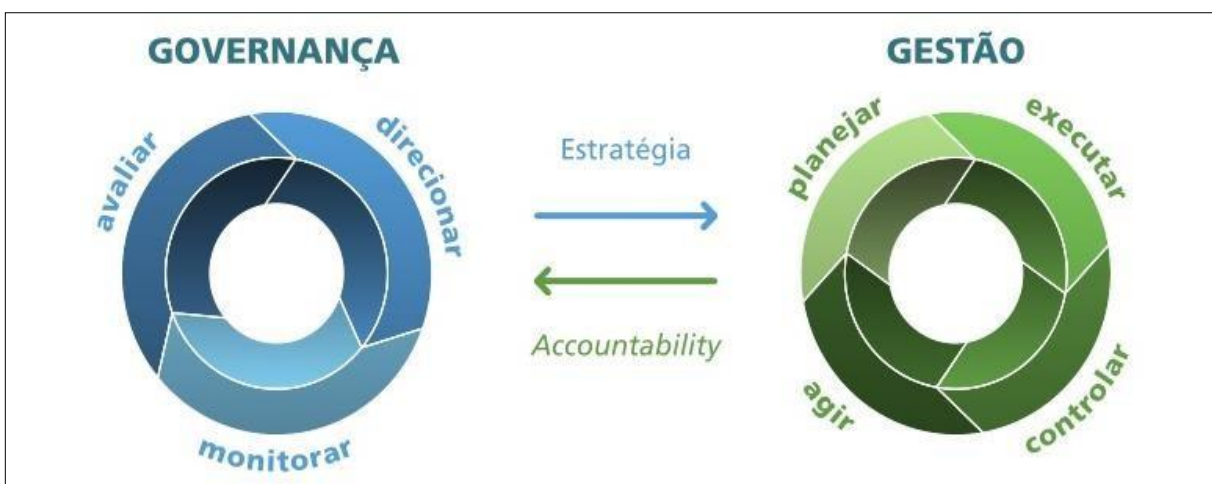 GOVERNANÇA
avaliar
direcionar
monitorar
Estratégia
Accountability
GESTÃO
planejar
executar
controlar
agir